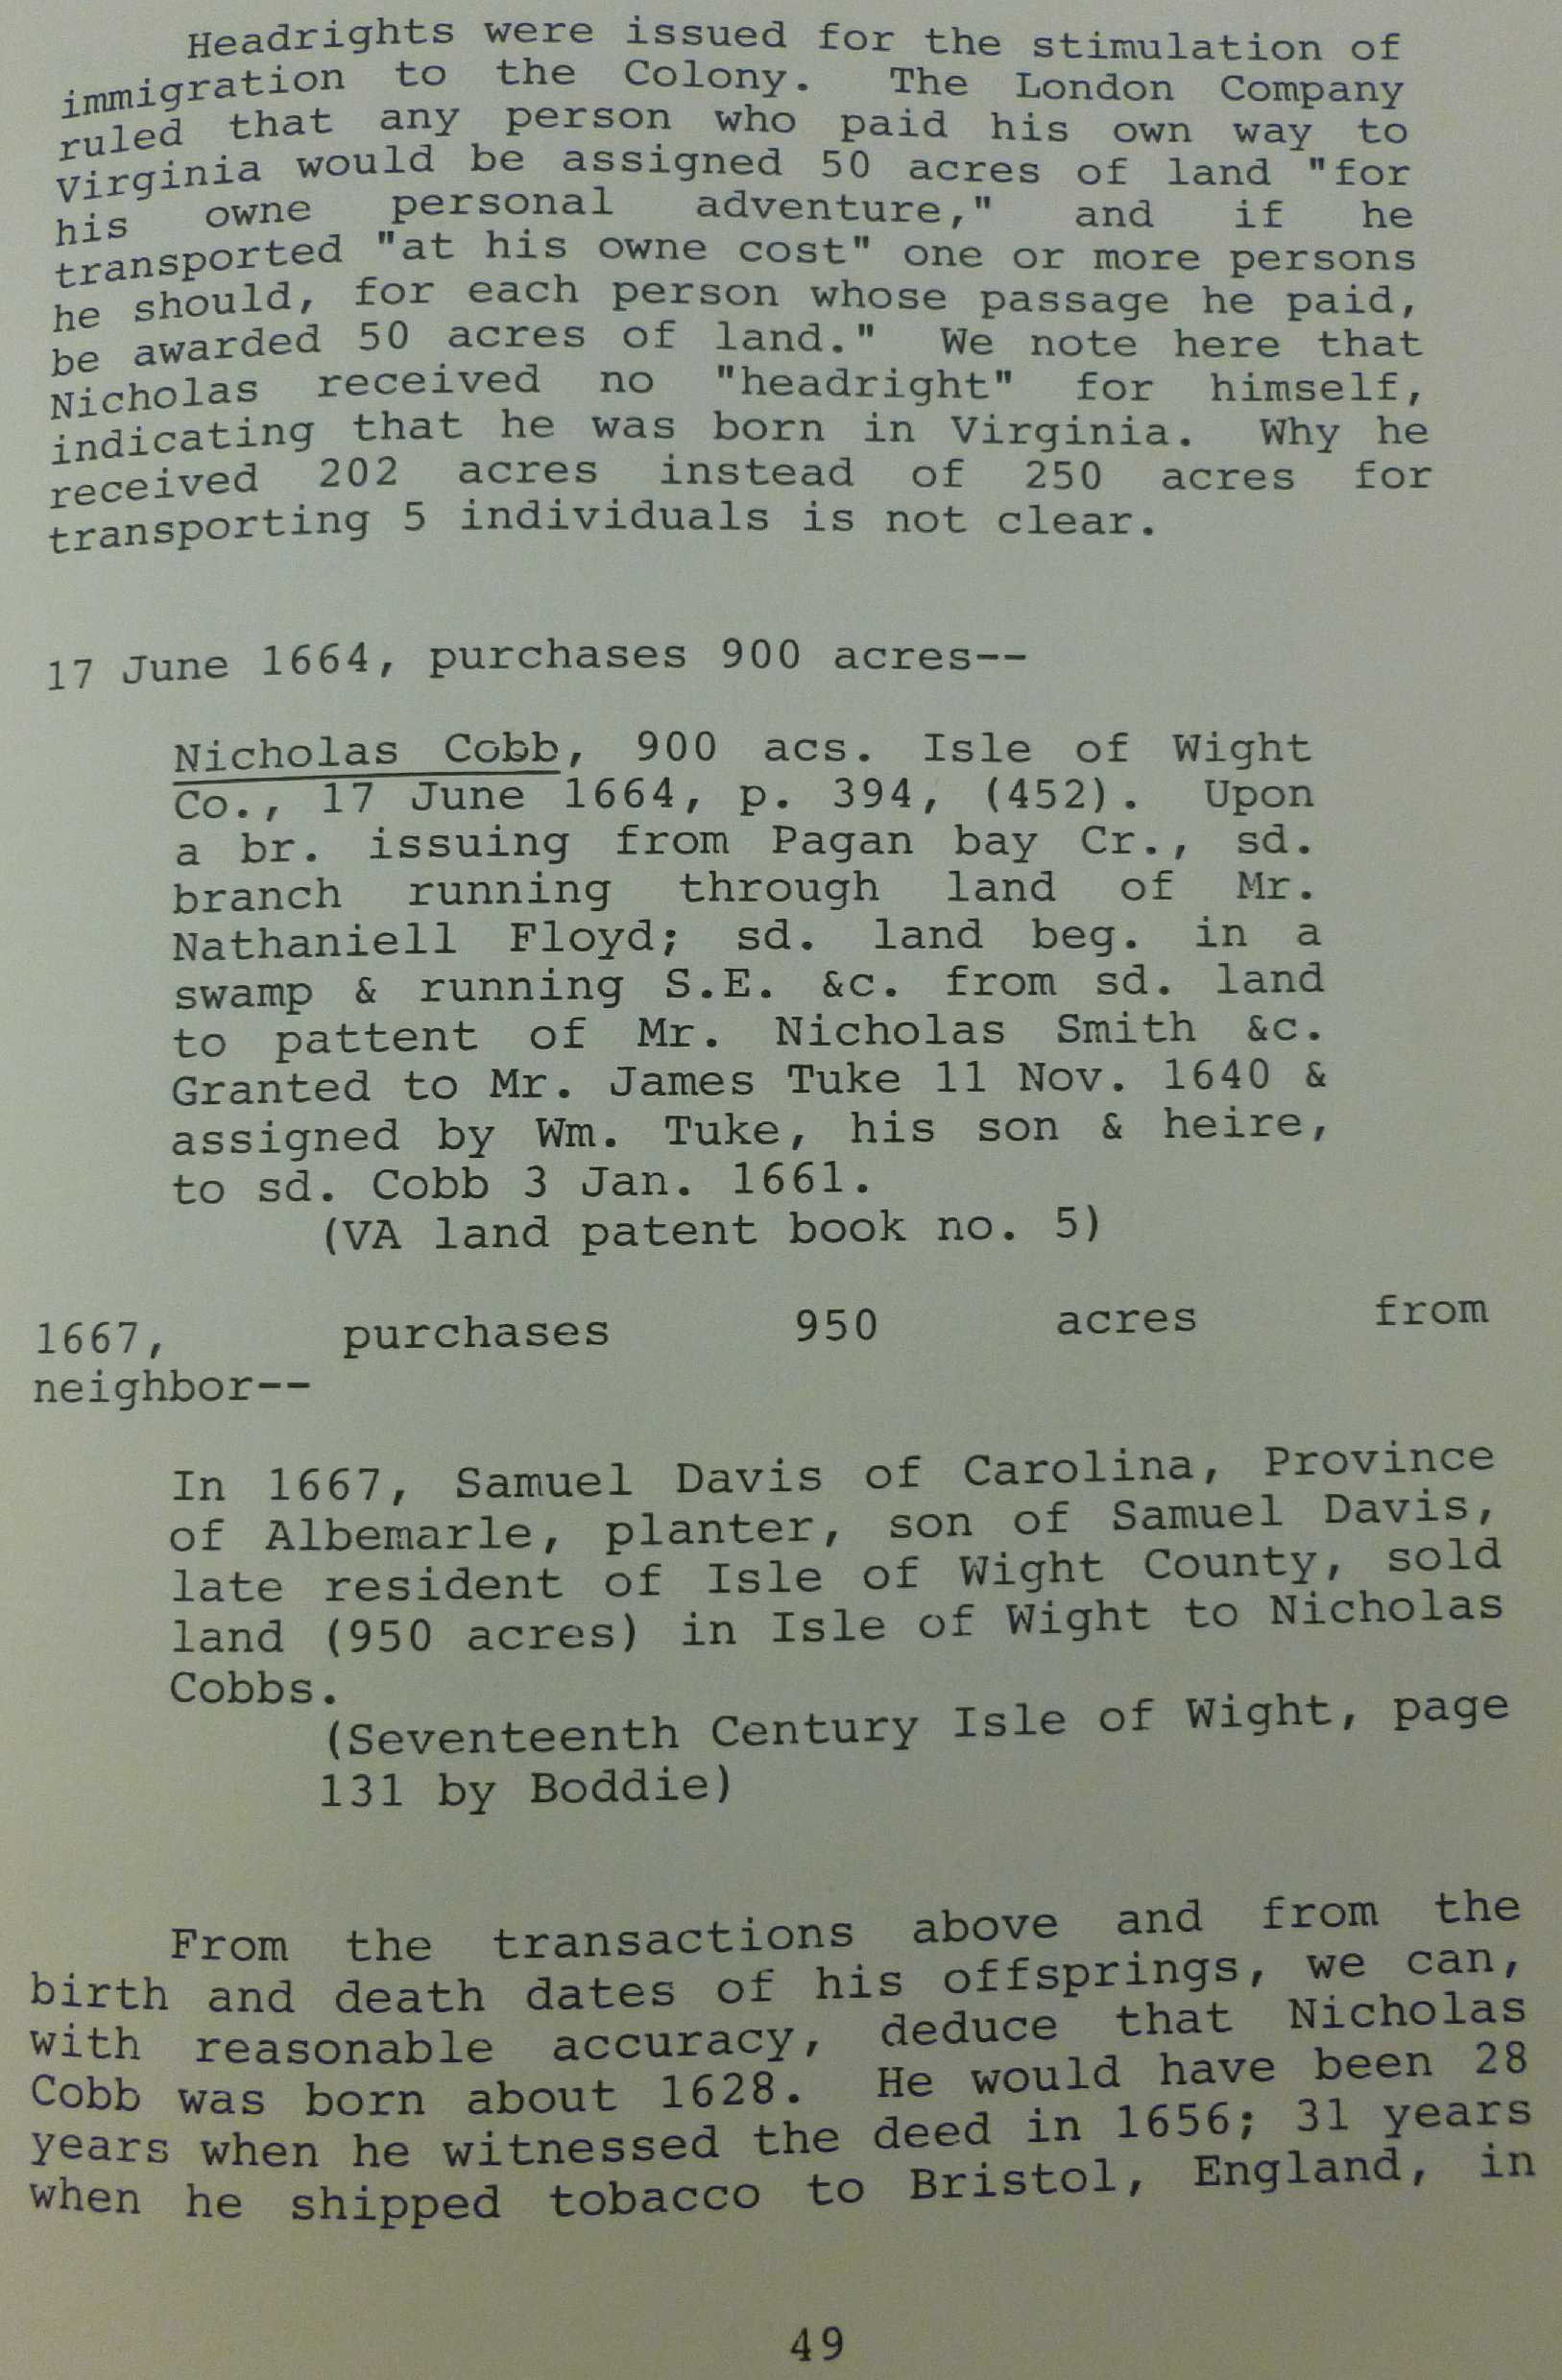 Headrights were issued for the stimulation of
immigration to the Colony. The London Company
ruled that any person who paid his own way to
Virginia would be assigned 50 acres of land "for
his owne personal adventure," and if he
transported "at his owne cost" one or more persons
he should, for each person whose passage he paid,
be awarded 50 acres of land." We note here that
Nicholas received no "headright" for himself,
indicating that he was born in Virginia. Why he
received 202 acres instead of 250 acres for
transporting 5 individuals is not clear.
17 June 1664, purchases 900 acres--
Nicholas Cobb, 900 acs. Isle of Wight
Co., 17 June 1664, p. 394, (452). Upon
a br. issuing from Pagan bay Cr., sd.
branch running through land of Mr.
Nathaniell Floyd; sd. land beg. in a
swamp & running S.E. &c. from sd. land
to pattent of Mr. Nicholas Smith &c.
Granted to Mr. James Tuke 11 Nov. 1640 &
assigned by Wm. Tuke, his son & heire,
to sd. Cobb 3 Jan. 1661.
(VA land patent book no. 5)
1667, purchases 950 acres from
neighbor--
In 1667, Samuel Davis of Carolina, Province
of Albemarle, planter, son of Samuel Davis,
late resident of Isle of Wight County, sold
land (950 acres) in Isle of Wight to Nicholas
Cobbs.
(Seventeenth Century Isle of Wight, page
131 by Boddie)
From the transactions above and from the
birth and death dates of his offsprings, we can,
with reasonable accuracy, deduce that Nicholas
Cobb was born about 1628. He would have been 28
years when he witnessed the deed in 1656; 31 years
when he shipped tobacco to Bristol, England, in
49